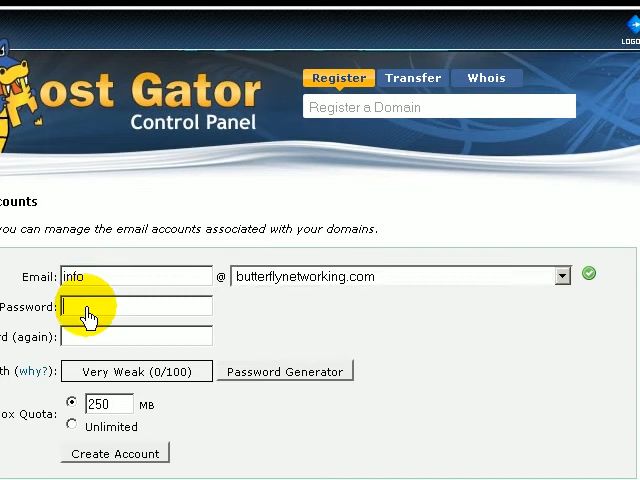 LOGO
ost Gator
Control Panel
Register Transfer Whois
Register a Domain
counts
you can manage the email accounts associated with your domains.
Email: info @ butterflynetworking.com
Password:
rd (again):
th (why?): Very Weak (0/100) Password Generator
ox Quota: 250 MB
Unlimited
Create Account